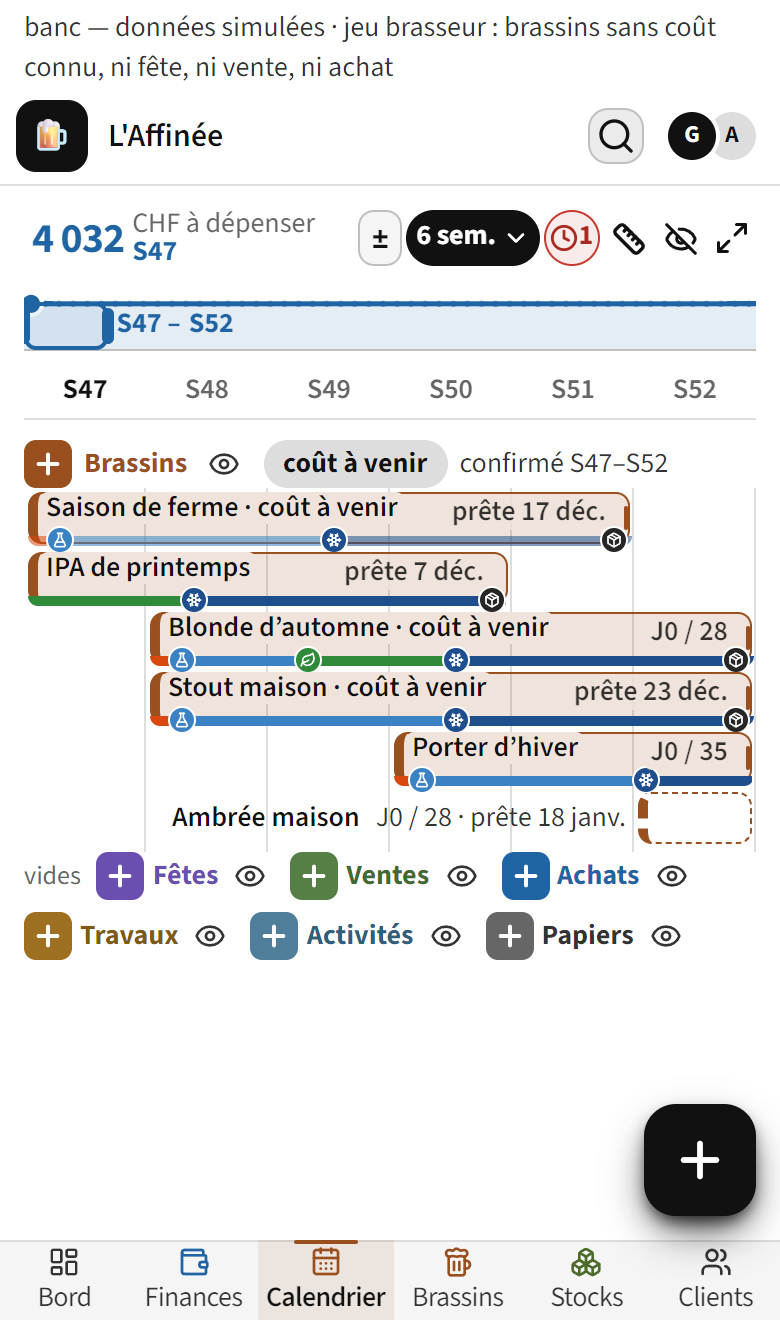 banc — données simulées · jeu brasseur : brassins sans coût
connu, ni fête, ni vente, ni achat
L'Affinée
G A
4 032 CHF à dépenser
S47
± 6 sem. 1
S47 – S52
S47 S48 S49 S50 S51 S52
Brassins coût à venir confirmé S47–S52
Saison de ferme · coût à venir prête 17 déc.
IPA de printemps prête 7 déc.
Blonde d’automne · coût à venir J0 / 28
Stout maison · coût à venir prête 23 déc.
Porter d’hiver J0 / 35
Ambrée maison J0 / 28 · prête 18 janv.
vides + Fêtes + Ventes + Achats
+ Travaux + Activités + Papiers
+
Bord Finances Calendrier Brassins Stocks Clients